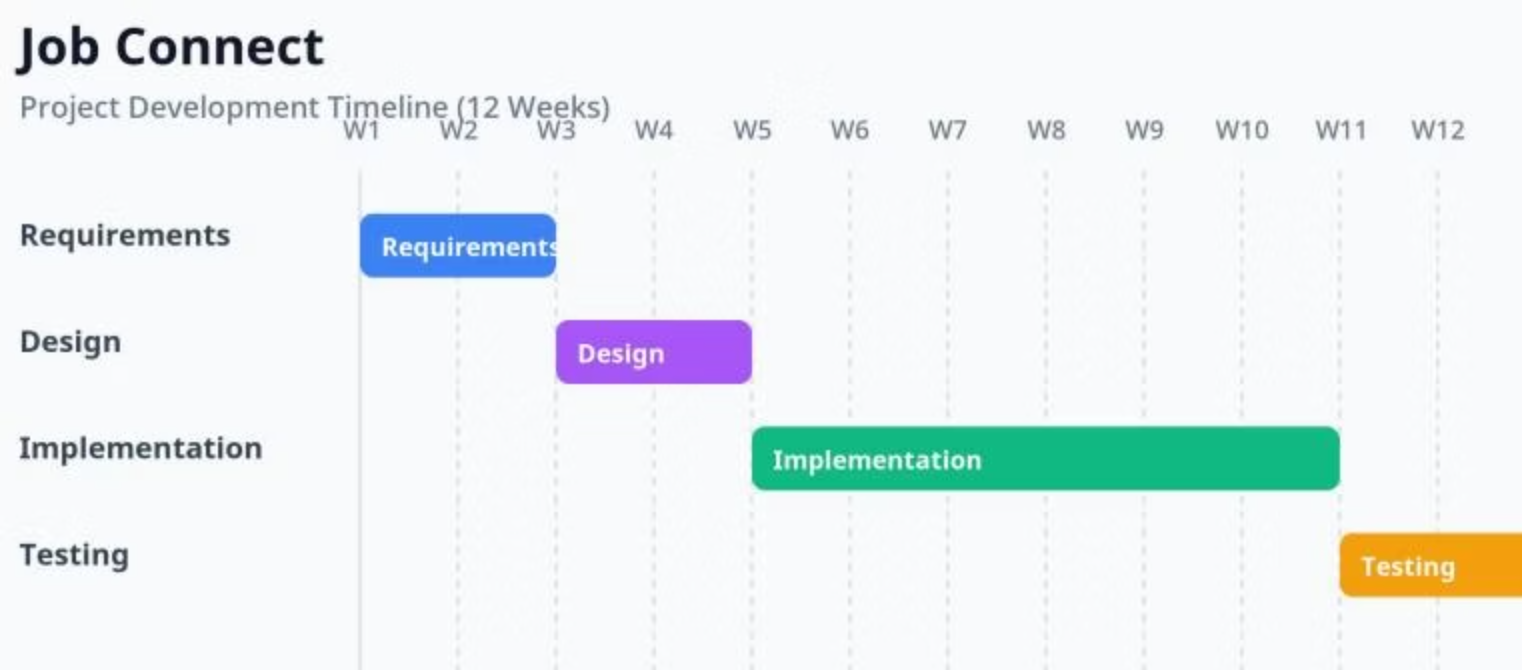 Job Connect
Project Development Timeline (12 Weeks)
W1 W2 W3 W4 W5 W6 W7 W8 W9 W10 W11 W12
Requirements Requirements
Design Design
Implementation Implementation
Testing Testing